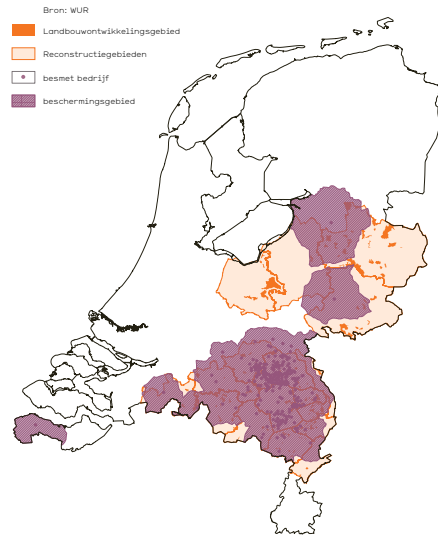 Bron: WUR
Landbouwontwikkelingsgebied
Reconstructiegebieden
besmet bedrijf
beschermingsgebied